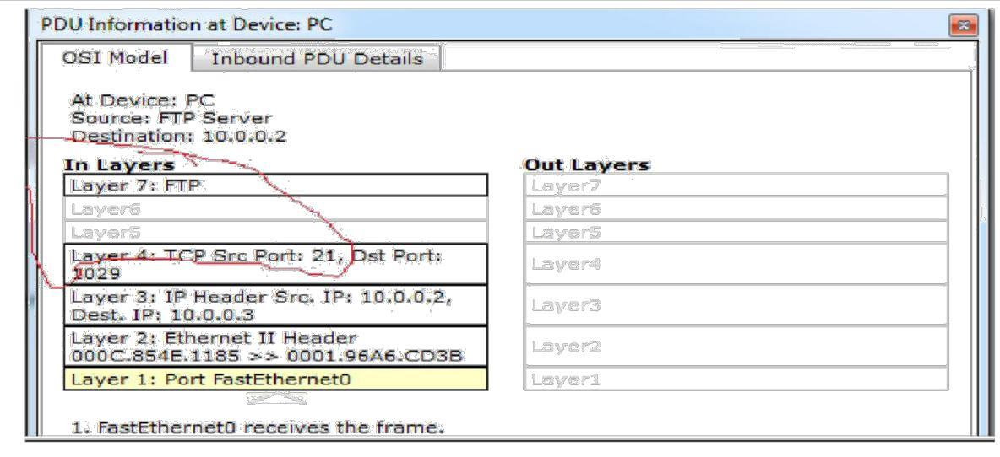 PDU Information at Device: PC
OSI Model
Inbound PDU Details
At Device: PC
Source: FTP Server
Destination: 10.0.0.2
In Layers
Out Layers
Layer 7: FTP
Layer7
Layer6
Layer6
Layer5
Layer5
Layer 4: TCP Src Port: 21, Dst Port:
1029
Layer4
Layer 3: IP Header Src. IP: 10.0.0.2,
Dest. IP: 10.0.0.3
Layer3
Layer 2: Ethernet II Header
000C.854E.1185 >> 0001.96A6.CD3B
Layer2
Layer 1: Port FastEthernet0
Layer1
1. FastEthernet0 receives the frame.